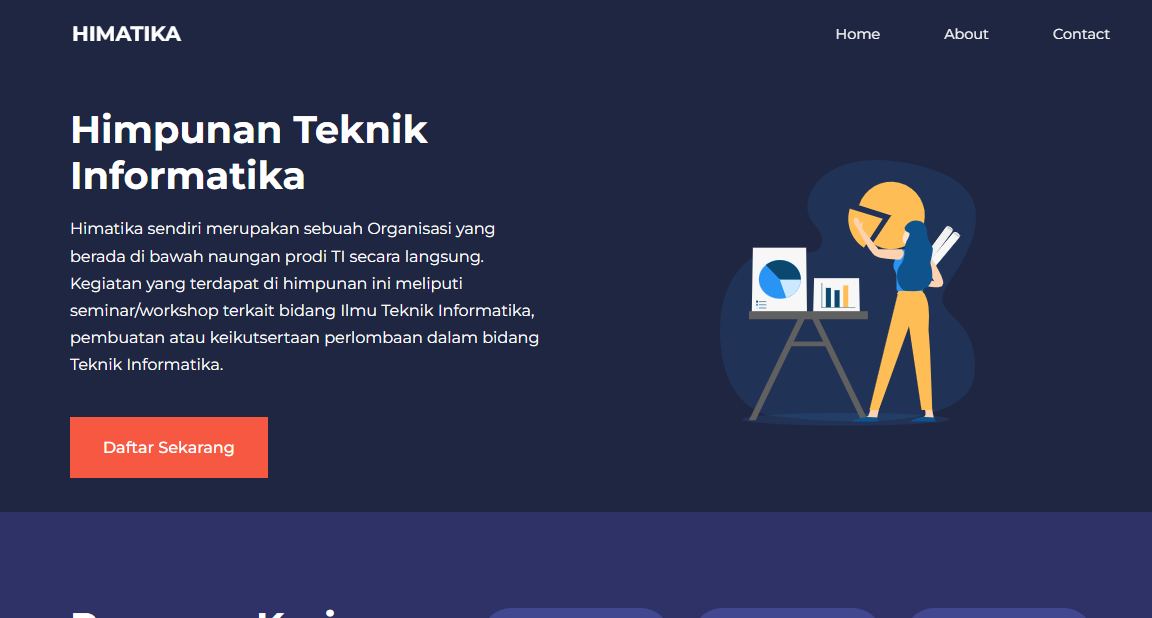 HIMATIKA
Home
About
Contact
Himpunan Teknik
Informatika
Himatika sendiri merupakan sebuah Organisasi yang
berada di bawah naungan prodi TI secara langsung.
Kegiatan yang terdapat di himpunan ini meliputi
seminar/workshop terkait bidang Ilmu Teknik Informatika,
pembuatan atau keikutsertaan perlombaan dalam bidang
Teknik Informatika.
Daftar Sekarang